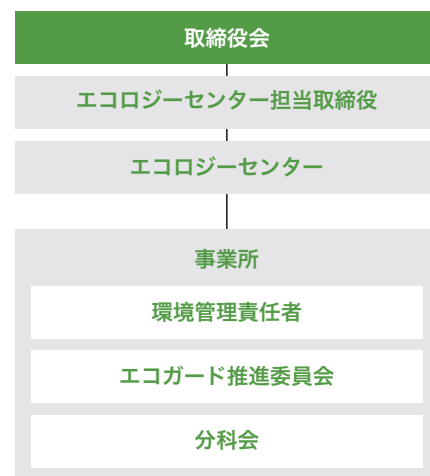 取締役会
エコロジーセンター担当取締役
エコロジーセンター
事業所
環境管理責任者
エコガード推進委員会
分科会